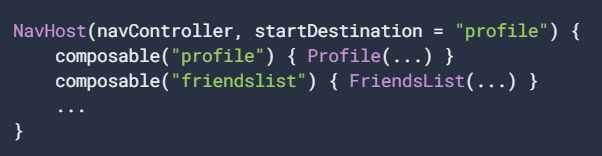 NavHost(navController, startDestination = "profile") {
    composable("profile") { Profile(...) }
    composable("friendslist") { FriendsList(...) }
    ...
}